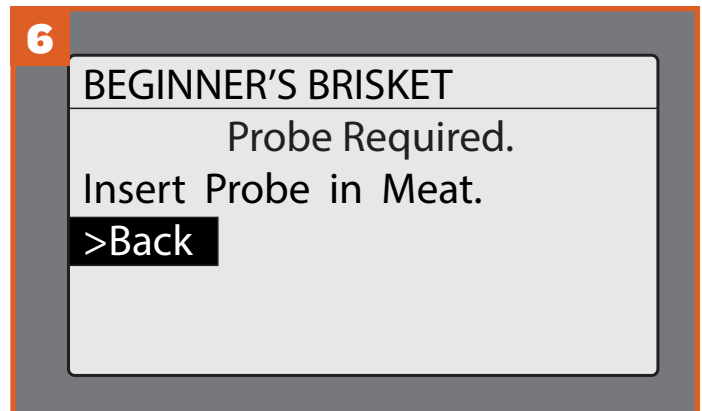 6
BEGINNER’S BRISKET
Probe Required.
Insert Probe in Meat.
>Back